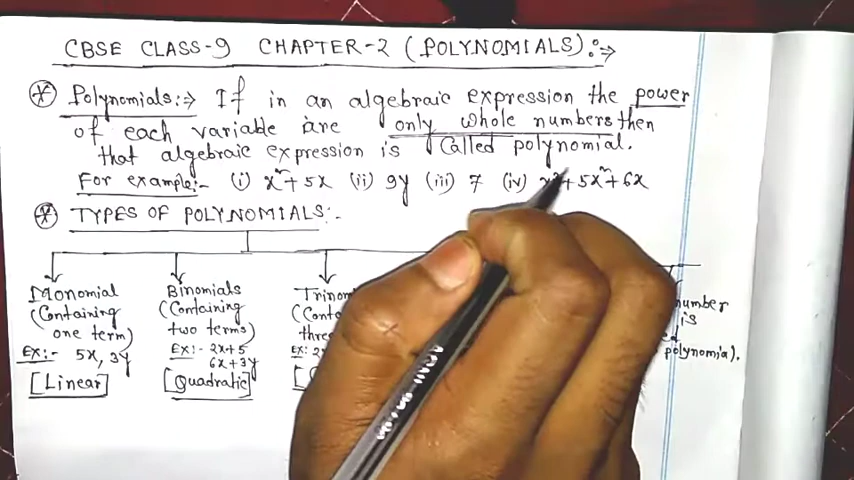 CBSE CLASS-9 CHAPTER-2 (POLYNOMIALS):⇒
* Polynomials:⇒ If in an algebraic expression the power
of each variable are only whole numbers then
that algebraic expression is called polynomial.
For example:- (i) x²+5x (ii) 9y (iii) 7 (iv) +5x²+6x
* TYPES OF POLYNOMIALS:-
Monomial
(Containing
one term)
Ex:- 5x, 3y
[Linear]
Binomials
(Containing
two terms)
Ex:- 2x+5
6x+3y
[Quadratic]
Ex:-
number
is
polynomial).